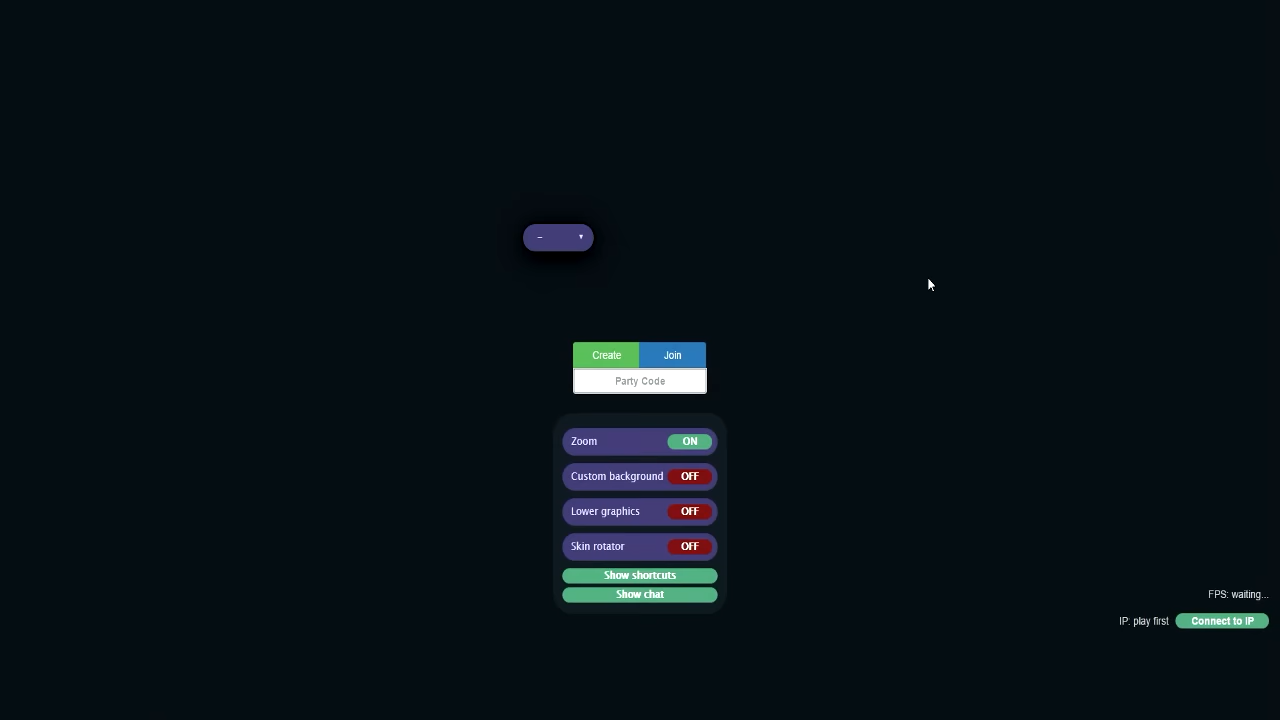 –
Create Join
Party Code
Zoom ON
Custom background OFF
Lower graphics OFF
Skin rotator OFF
Show shortcuts
Show chat
FPS: waiting...
IP: play first Connect to IP